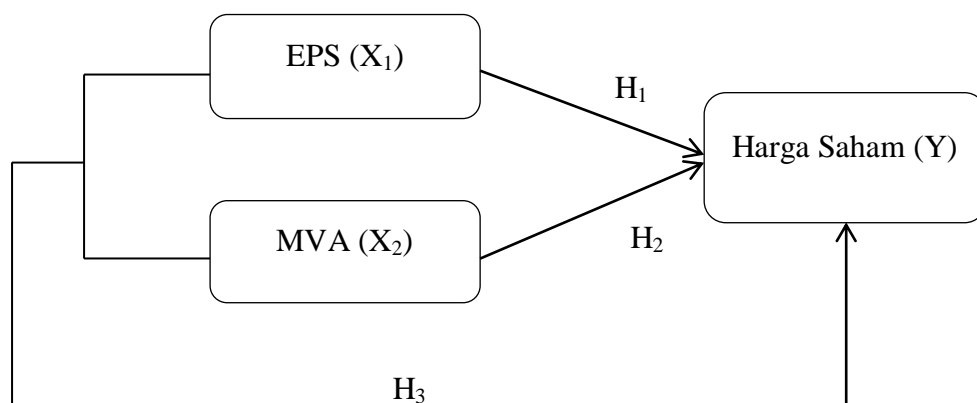 EPS (X₁)
H₁
Harga Saham (Y)
MVA (X₂)
H₂
H₃